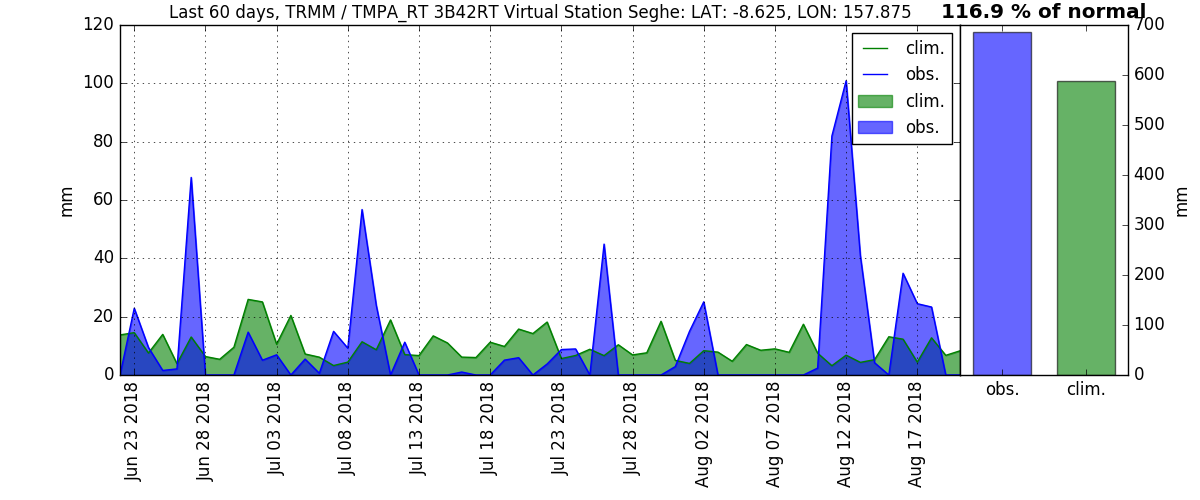 Last 60 days, TRMM / TMPA_RT 3B42RT Virtual Station Seghe: LAT: -8.625, LON: 157.875
116.9 % of normal
120
100
80
60
40
20
0
mm
clim.
obs.
clim.
obs.
Jun 23 2018
Jun 28 2018
Jul 03 2018
Jul 08 2018
Jul 13 2018
Jul 18 2018
Jul 23 2018
Jul 28 2018
Aug 02 2018
Aug 07 2018
Aug 12 2018
Aug 17 2018
700
600
500
400
300
200
100
0
mm
obs.
clim.